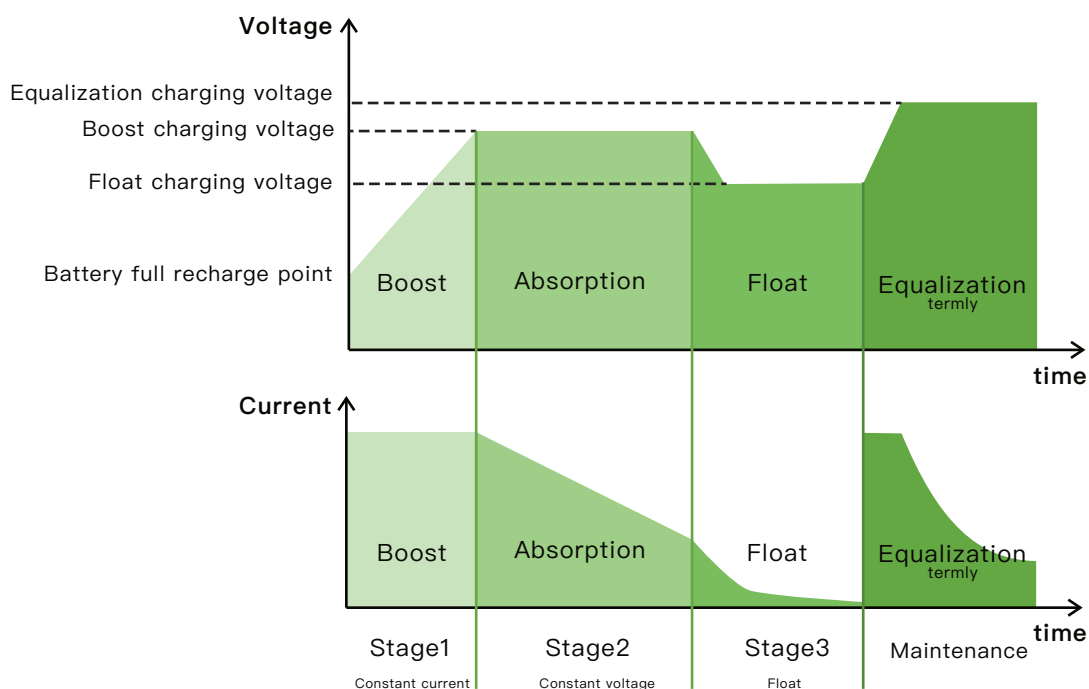 Voltage
Equalization charging voltage
Boost charging voltage
Float charging voltage
Battery full recharge point
Boost
Absorption
Float
Equalization
termly
time
Current
Boost
Absorption
Float
Equalization
termly
time
Stage1
Stage2
Stage3
Maintenance
Constant current
Constant voltage
Float